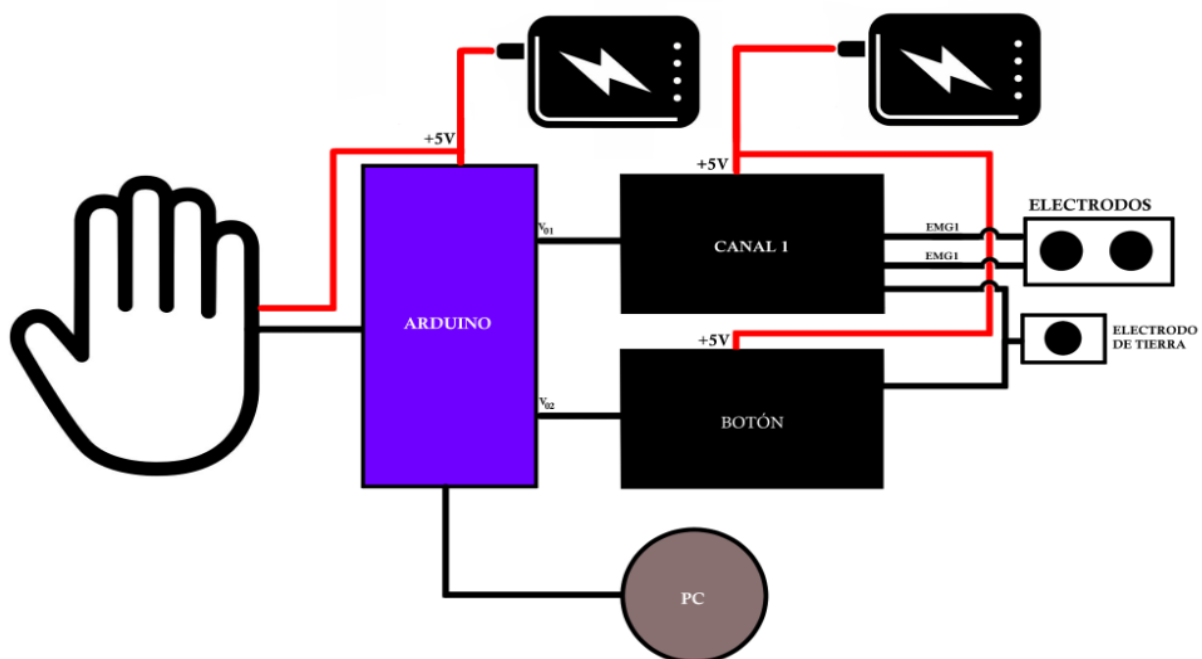 +5V
+5V
ELECTRODOS
V01
EMG1
CANAL 1
EMG1
ARDUINO
ELECTRODO
DE TIERRA
+5V
V02
BOTÓN
PC